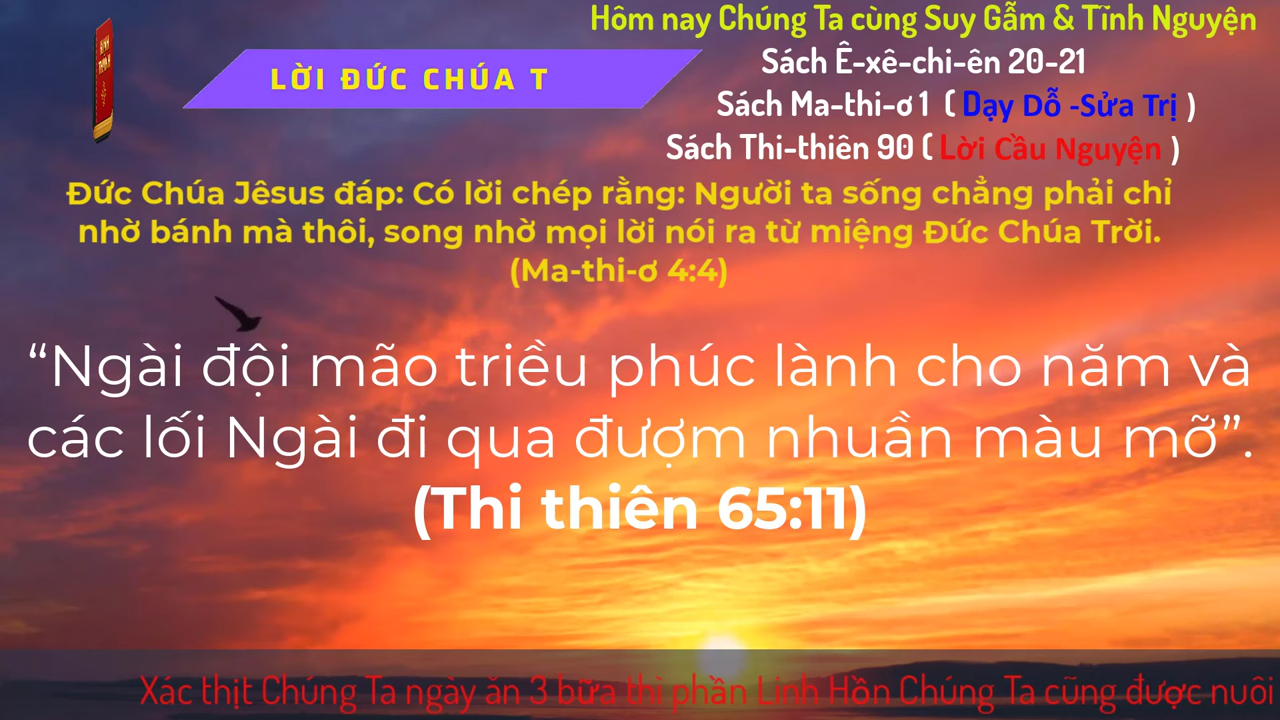 Hôm nay Chúng Ta cùng Suy Gẫm & Tĩnh Nguyện
LỜI ĐỨC CHÚA T
Sách Ê-xê-chi-ên 20-21
Sách Ma-thi-ơ 1 ( Dạy Dỗ -Sửa Trị )
Sách Thi-thiên 90 ( Lời Cầu Nguyện )
Đức Chúa Jêsus đáp: Có lời chép rằng: Người ta sống chẳng phải chỉ
nhờ bánh mà thôi, song nhờ mọi lời nói ra từ miệng Đức Chúa Trời.
(Ma-thi-ơ 4:4)
“Ngài đội mão triều phúc lành cho năm và
các lối Ngài đi qua đượm nhuần màu mỡ”.
(Thi thiên 65:11)
Xác thịt Chúng Ta ngày ăn 3 bữa thì phần Linh Hồn Chúng Ta cũng được nuôi